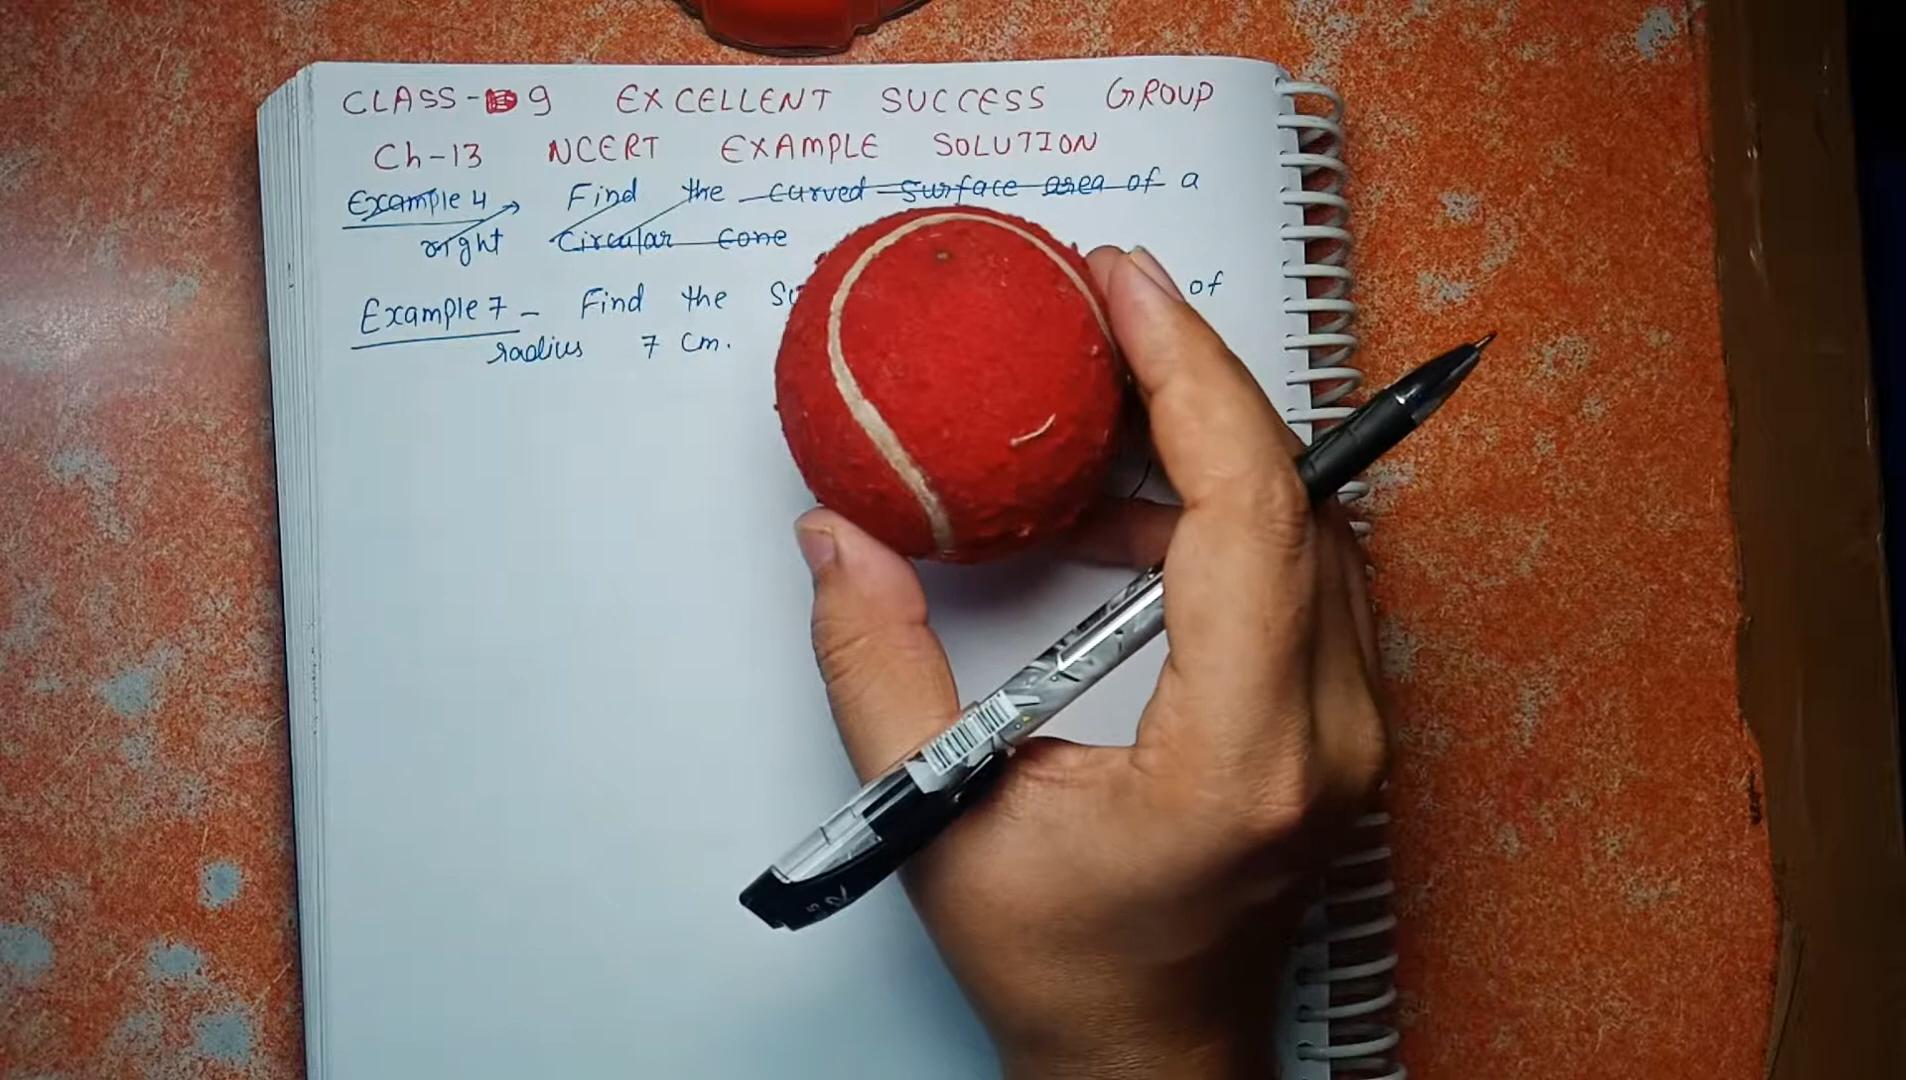 CLASS-9 EXCELLENT SUCCESS GROUP
Ch-13 NCERT EXAMPLE SOLUTION
Example 4 → Find the curved surface area of a
right circular cone
Example 7 - Find the Su of
radius 7 cm.